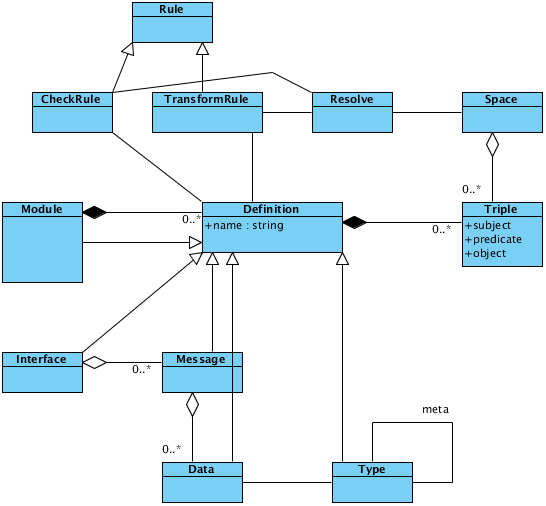 Rule
CheckRule
TransformRule
Resolve
Space
0..*
Module
Definition
Triple
0..*
+name : string
+subject
0..*
+predicate
+object
Interface
Message
0..*
meta
0..*
Data
Type